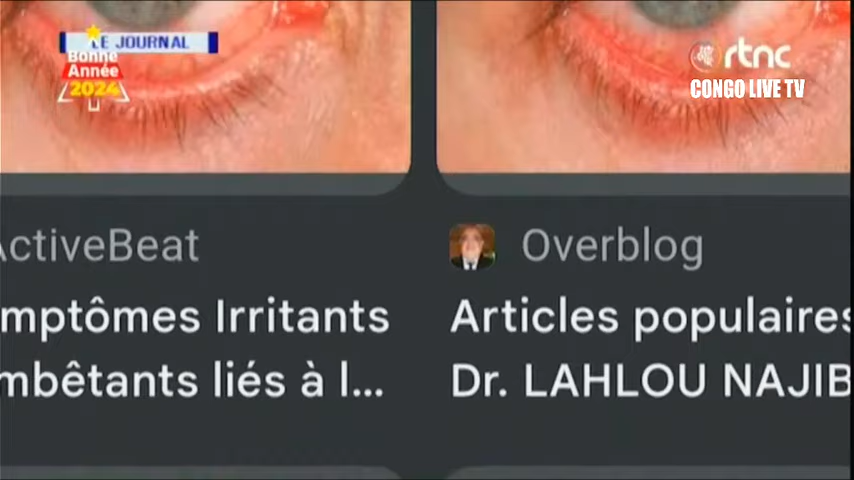 LE JOURNAL
Bonne
Année
2024
rtnc
CONGO LIVE TV
ActiveBeat
mptômes Irritants
mbêtants liés à l...
Overblog
Articles populaires
Dr. LAHLOU NAJIB